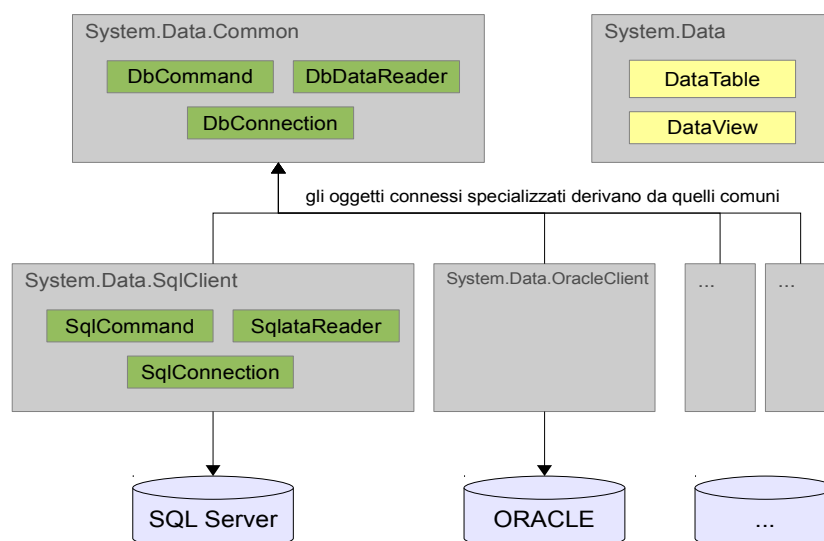 System.Data.Common
DbCommand
DbDataReader
DbConnection
System.Data
DataTable
DataView
gli oggetti connessi specializzati derivano da quelli comuni
System.Data.SqlClient
SqlCommand
SqlataReader
SqlConnection
System.Data.OracleClient
...
...
SQL Server
ORACLE
...